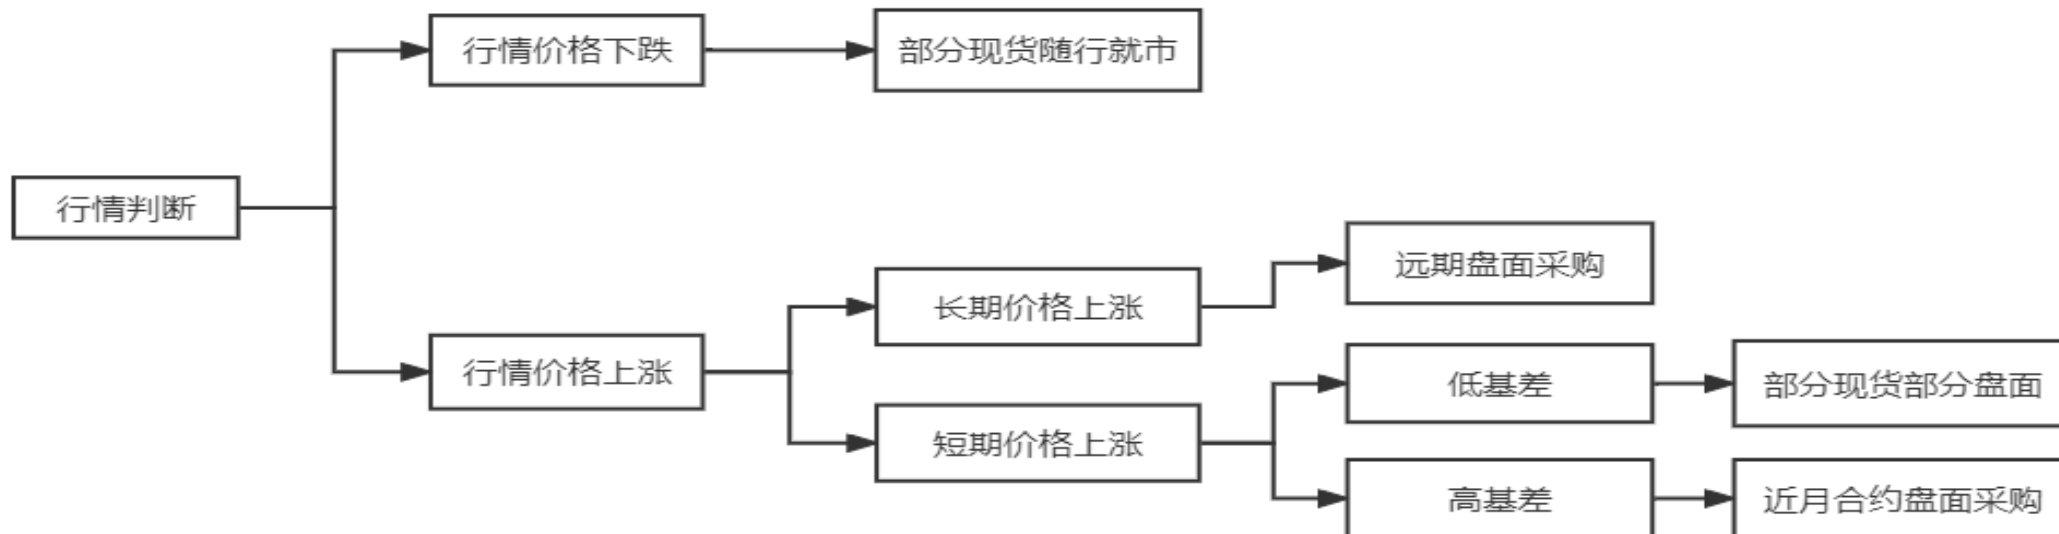 行情价格下跌
部分现货随行就市
行情判断
远期盘面采购
长期价格上涨
行情价格上涨
低基差
部分现货部分盘面
短期价格上涨
高基差
近月合约盘面采购